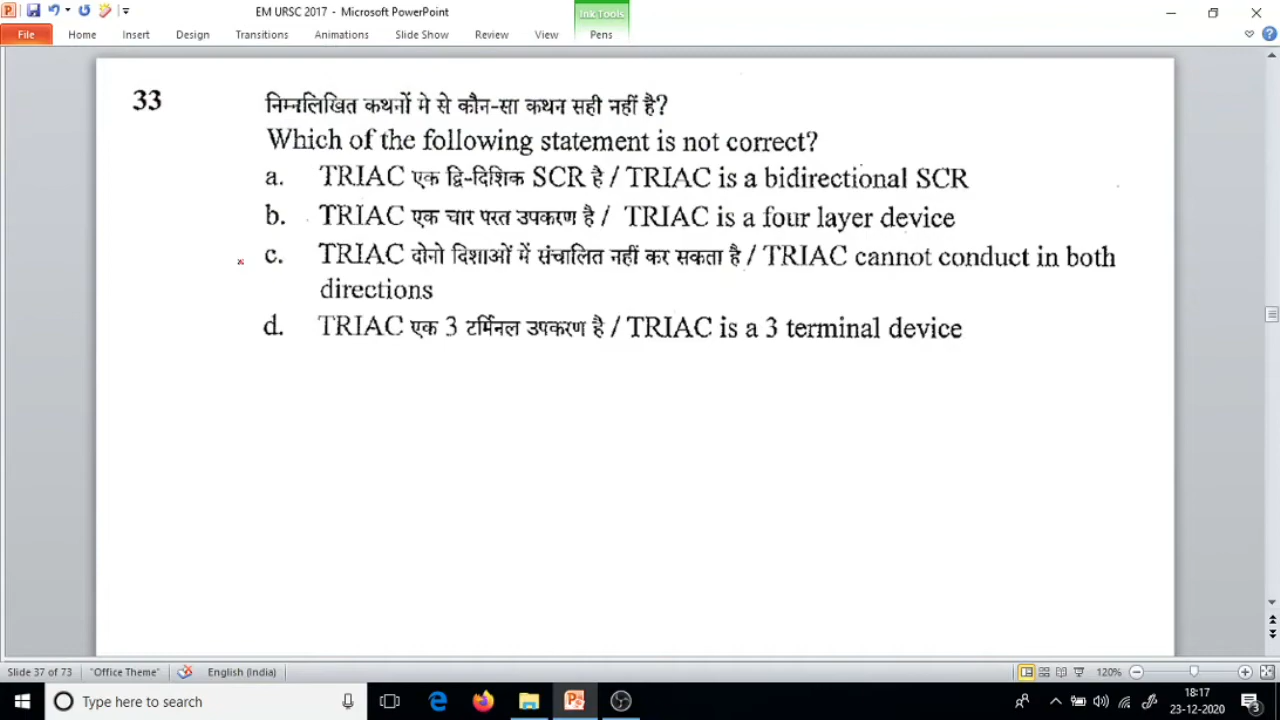 EM URSC 2017 - Microsoft PowerPoint
Ink Tools
File Home Insert Design Transitions Animations Slide Show Review View Pens
33 निम्नलिखित कथनों मे से कौन-सा कथन सही नहीं है?
Which of the following statement is not correct?
a. TRIAC एक द्वि-दिशिक SCR है / TRIAC is a bidirectional SCR
b. TRIAC एक चार परत उपकरण है / TRIAC is a four layer device
c. TRIAC दोनो दिशाओं में संचालित नहीं कर सकता है / TRIAC cannot conduct in both
directions
d. TRIAC एक 3 टर्मिनल उपकरण है / TRIAC is a 3 terminal device
Slide 37 of 73 "Office Theme" English (India) 120%
Type here to search
18:17
23-12-2020
3